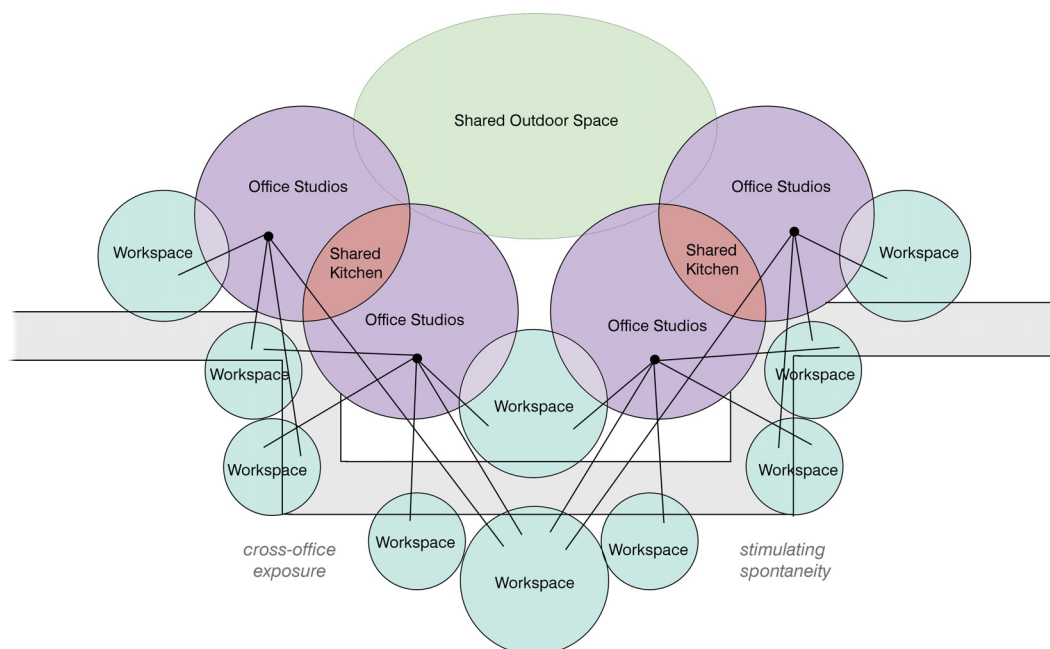 Shared Outdoor Space
Office Studios
Office Studios
Workspace
Shared
Kitchen
Shared
Kitchen
Workspace
Office Studios
Office Studios
Workspace
Workspace
Workspace
Workspace
Workspace
Workspace
Workspace
Workspace
cross-office
exposure
stimulating
spontaneity
Workspace